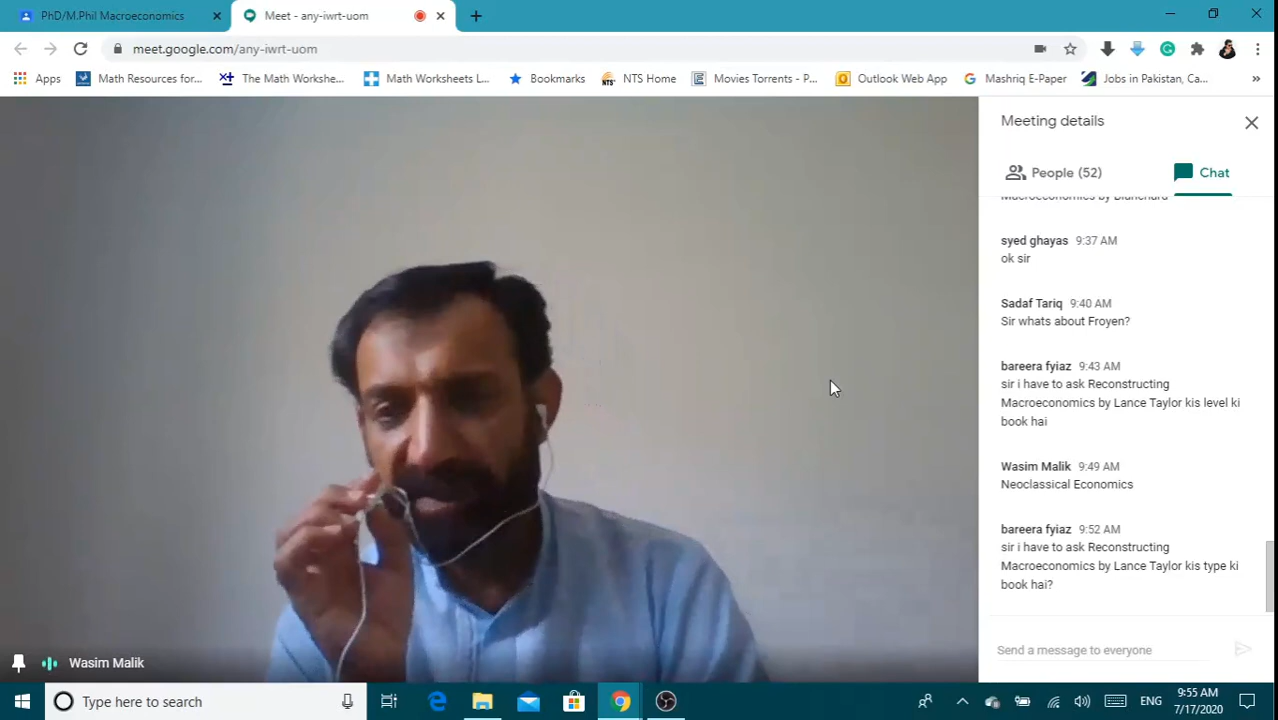 PhD/M.Phil Macroeconomics
Meet - any-iwrt-uom
meet.google.com/any-iwrt-uom
Apps
Math Resources for...
The Math Workshe...
Math Worksheets L...
Bookmarks
NTS Home
Movies Torrents - P...
Outlook Web App
Mashriq E-Paper
Jobs in Pakistan, Ca...
Meeting details
People (52)
Chat
Macroeconomics by Blanchard
syed ghayas 9:37 AM
ok sir
Sadaf Tariq 9:40 AM
Sir whats about Froyen?
bareera fyiaz 9:43 AM
sir i have to ask Reconstructing
Macroeconomics by Lance Taylor kis level ki
book hai
Wasim Malik 9:49 AM
Neoclassical Economics
bareera fyiaz 9:52 AM
sir i have to ask Reconstructing
Macroeconomics by Lance Taylor kis type ki
book hai?
Send a message to everyone
Wasim Malik
Type here to search
ENG
9:55 AM
7/17/2020